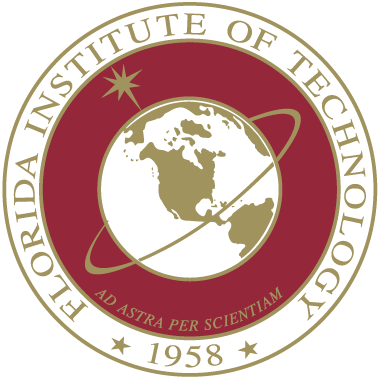 FLORIDA INSTITUTE OF TECHNOLOGY
AD ASTRA PER SCIENTIAM
1958